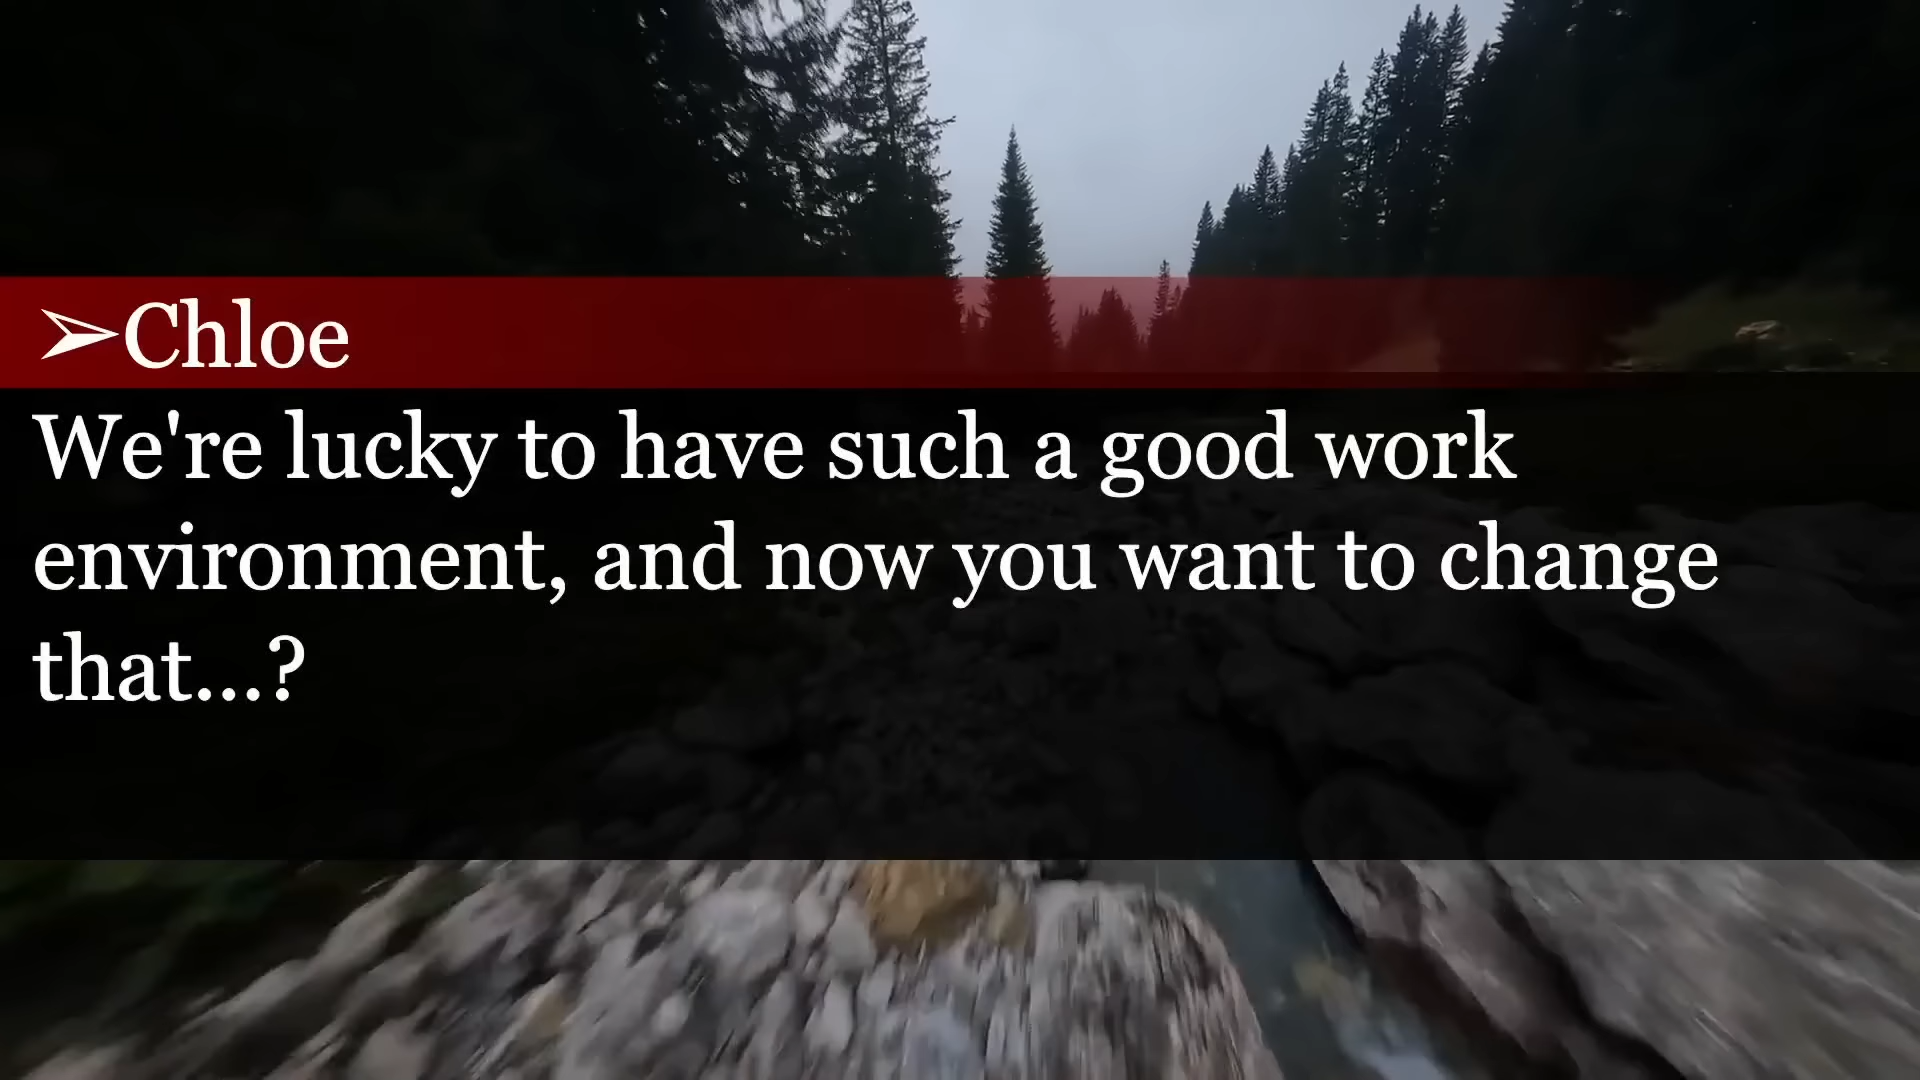 ➢Chloe
We're lucky to have such a good work
environment, and now you want to change
that...?